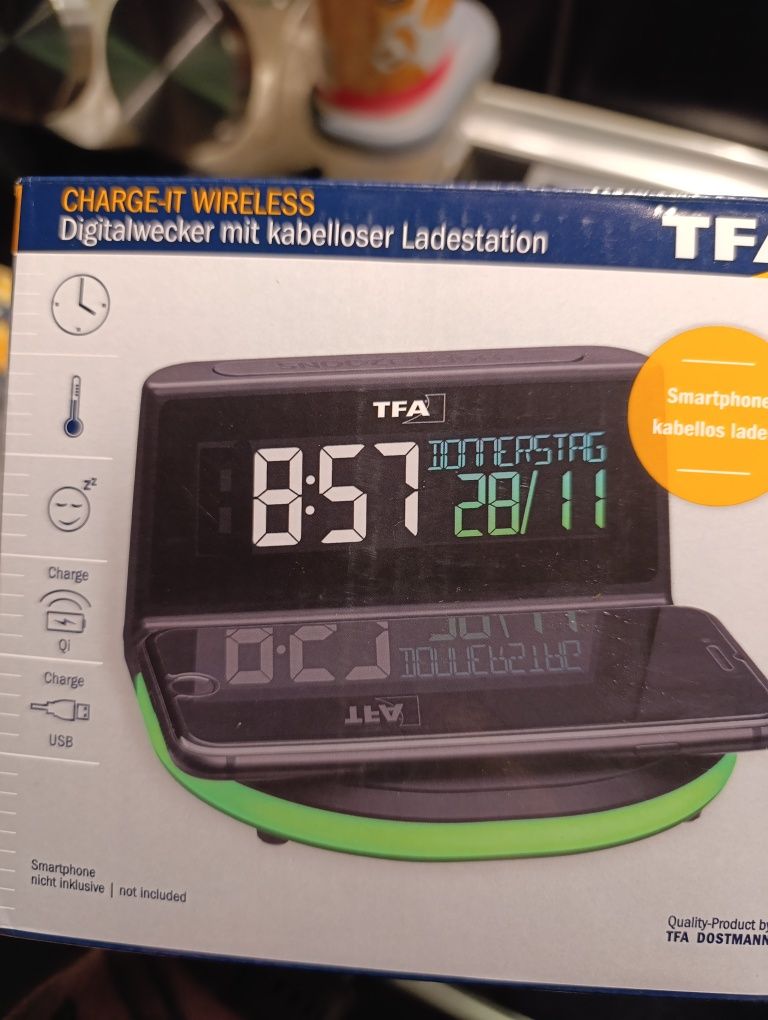 CHARGE-IT WIRELESS
Digitalwecker mit kabelloser Ladestation
TFA
Smartphone
kabellos lade
TFA
8:57
DONNERSTAG
28/11
zz
Charge
Qi
Charge
USB
Smartphone
nicht inklusive | not included
Quality-Product by
TFA DOSTMANN